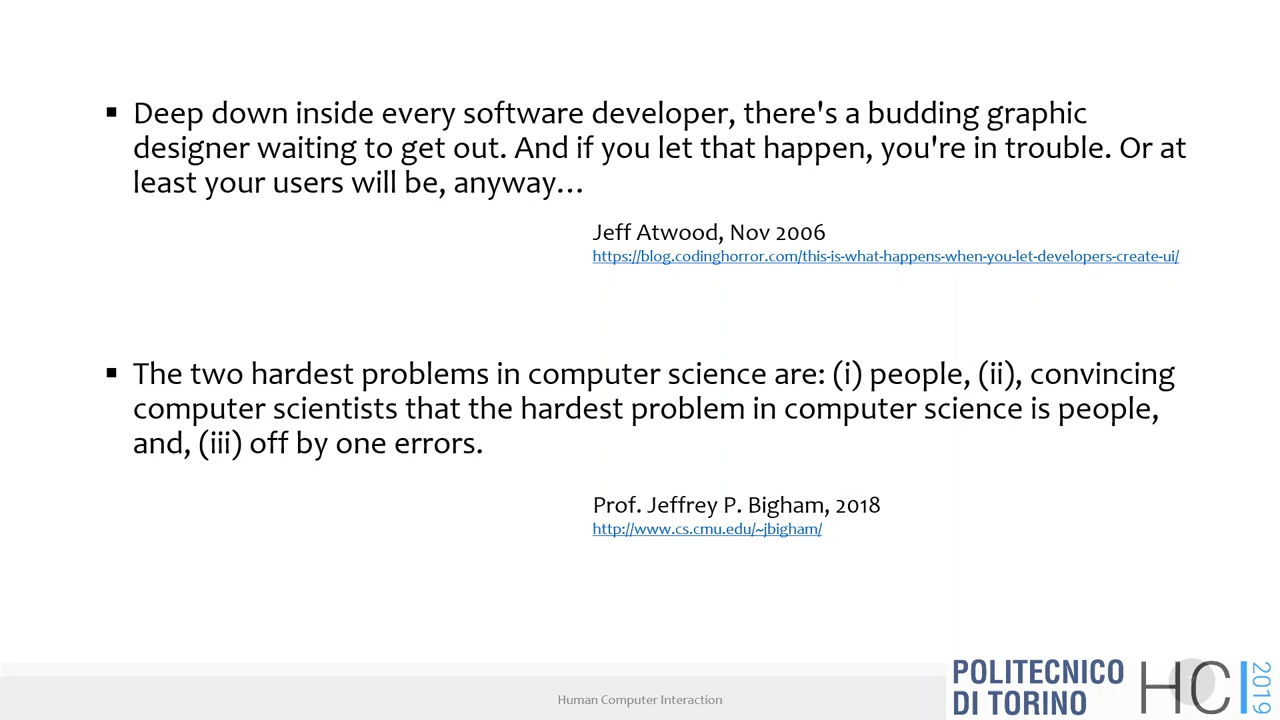 ▪ Deep down inside every software developer, there's a budding graphic
designer waiting to get out. And if you let that happen, you're in trouble. Or at
least your users will be, anyway…
Jeff Atwood, Nov 2006
https://blog.codinghorror.com/this-is-what-happens-when-you-let-developers-create-ui/
▪ The two hardest problems in computer science are: (i) people, (ii), convincing
computer scientists that the hardest problem in computer science is people,
and, (iii) off by one errors.
Prof. Jeffrey P. Bigham, 2018
http://www.cs.cmu.edu/~jbigham/
Human Computer Interaction
POLITECNICO
DI TORINO
HCI
2019